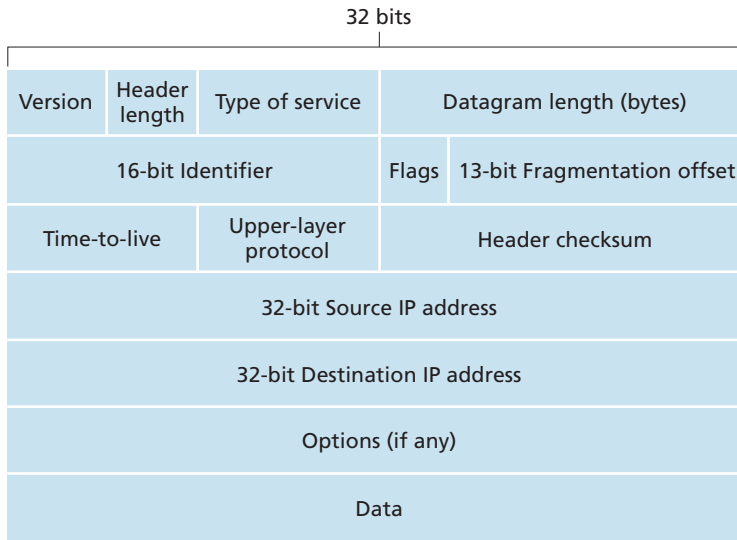 32 bits
Version
Header
length
Type of service
Datagram length (bytes)
16-bit Identifier
Flags
13-bit Fragmentation offset
Time-to-live
Upper-layer
protocol
Header checksum
32-bit Source IP address
32-bit Destination IP address
Options (if any)
Data